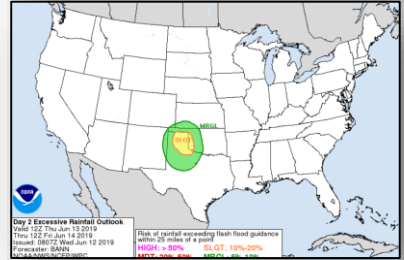 MRGL
SLGT
NOAA
Day 2 Excessive Rainfall Outlook
Valid 12Z Thu Jun 13 2019
Thru 12Z Fri Jun 14 2019
Issued: 0807Z Wed Jun 12 2019
Forecaster: BANN
NOAA/NWS/NCEP/WPC
Risk of rainfall exceeding flash flood guidance
within 25 miles of a point
HIGH: > 50% SLGT: 10%-20%
MDT: 20%-50% MRGL: 5%-10%